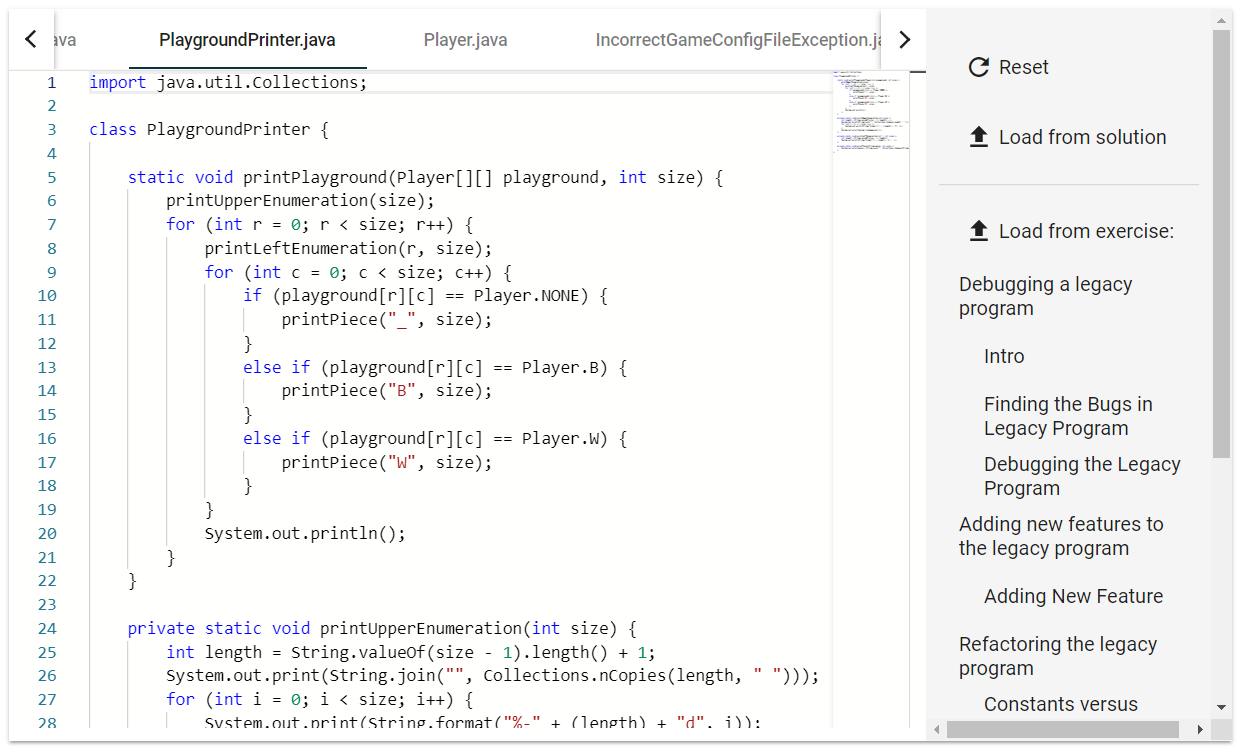 ava PlaygroundPrinter.java Player.java IncorrectGameConfigFileException.ja
1 import java.util.Collections;
2
3 class PlaygroundPrinter {
4
5 static void printPlayground(Player[][] playground, int size) {
6 printUpperEnumeration(size);
7 for (int r = 0; r < size; r++) {
8 printLeftEnumeration(r, size);
9 for (int c = 0; c < size; c++) {
10 if (playground[r][c] == Player.NONE) {
11 printPiece("_", size);
12 }
13 else if (playground[r][c] == Player.B) {
14 printPiece("B", size);
15 }
16 else if (playground[r][c] == Player.W) {
17 printPiece("W", size);
18 }
19 }
20 System.out.println();
21 }
22 }
23
24 private static void printUpperEnumeration(int size) {
25 int length = String.valueOf(size - 1).length() + 1;
26 System.out.print(String.join("", Collections.nCopies(length, " ")));
27 for (int i = 0; i < size; i++) {
28 System.out.print(String.format("%-" + (length) + "d", i));
Reset
Load from solution
Load from exercise:
Debugging a legacy
program
Intro
Finding the Bugs in
Legacy Program
Debugging the Legacy
Program
Adding new features to
the legacy program
Adding New Feature
Refactoring the legacy
program
Constants versus